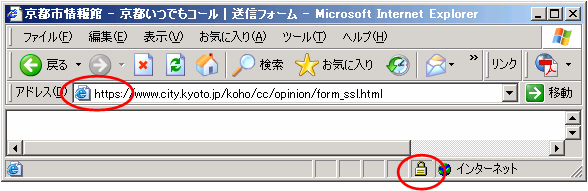 京都市情報館 - 京都いつでもコール | 送信フォーム - Microsoft Internet Explorer
ファイル(F) 編集(E) 表示(V) お気に入り(A) ツール(T) ヘルプ(H)
戻る 検索 お気に入り » リンク
アドレス(D) https://www.city.kyoto.jp/koho/cc/opinion/form_ssl.html 移動
インターネット